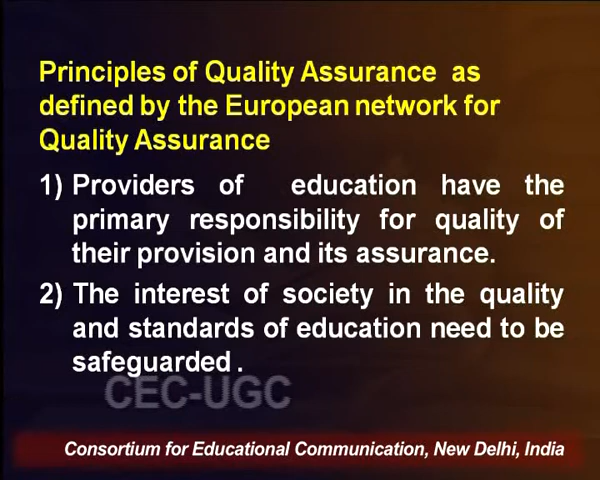 Principles of Quality Assurance as
defined by the European network for
Quality Assurance
1) Providers of education have the
primary responsibility for quality of
their provision and its assurance.
2) The interest of society in the quality
and standards of education need to be
safeguarded .
CEC-UGC
Consortium for Educational Communication, New Delhi, India